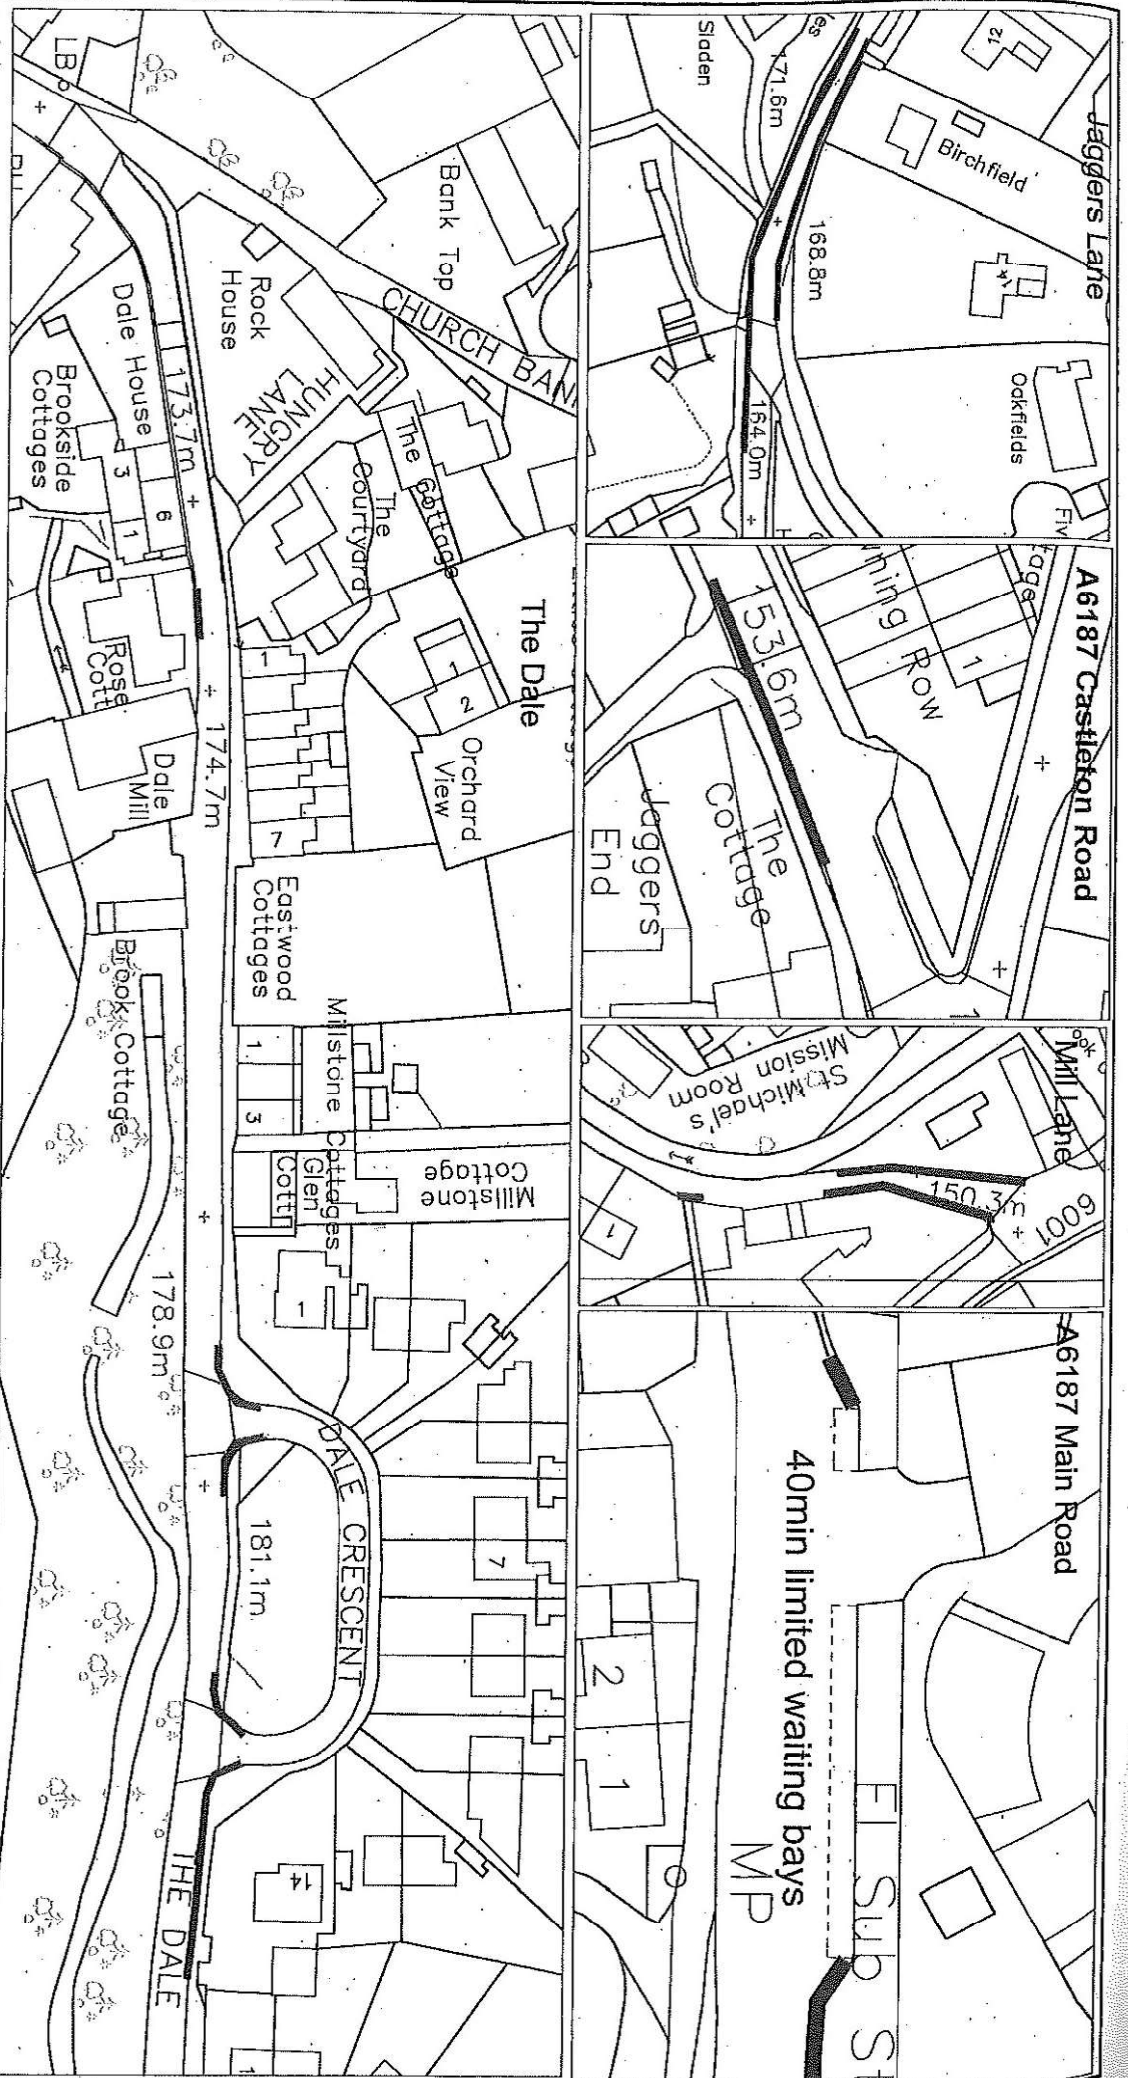 Jaggers Lane
12
Birchfield
Sladen
171.6m
168.8m
164.0m
Oakfields
A6187 Castleton Road
1
ROW
153.6m
The
Cottage
Jaggers
End
Mill Lane
St Michael's
Mission Room
150.3m
6001
1
A6187 Main Road
40min limited waiting bays
El Sub St
MP
2
1
The Dale
LB
Bank Top
CHURCH BANK
Rock
House
HUNGRY
LANE
The Cottage
The
Courtyard
Dale House
173.7m
Brookside
Cottages
3
1
6
Rose
Cott
1
2
Orchard
View
1
7
174.7m
Dale
Mill
Eastwood
Cottages
Brook Cottage
1
3
Millstone Cottages
Glen
Cott
Millstone
Cottage
1
178.9m
DALE CRESCENT
7
181.1m
14
THE DALE
1